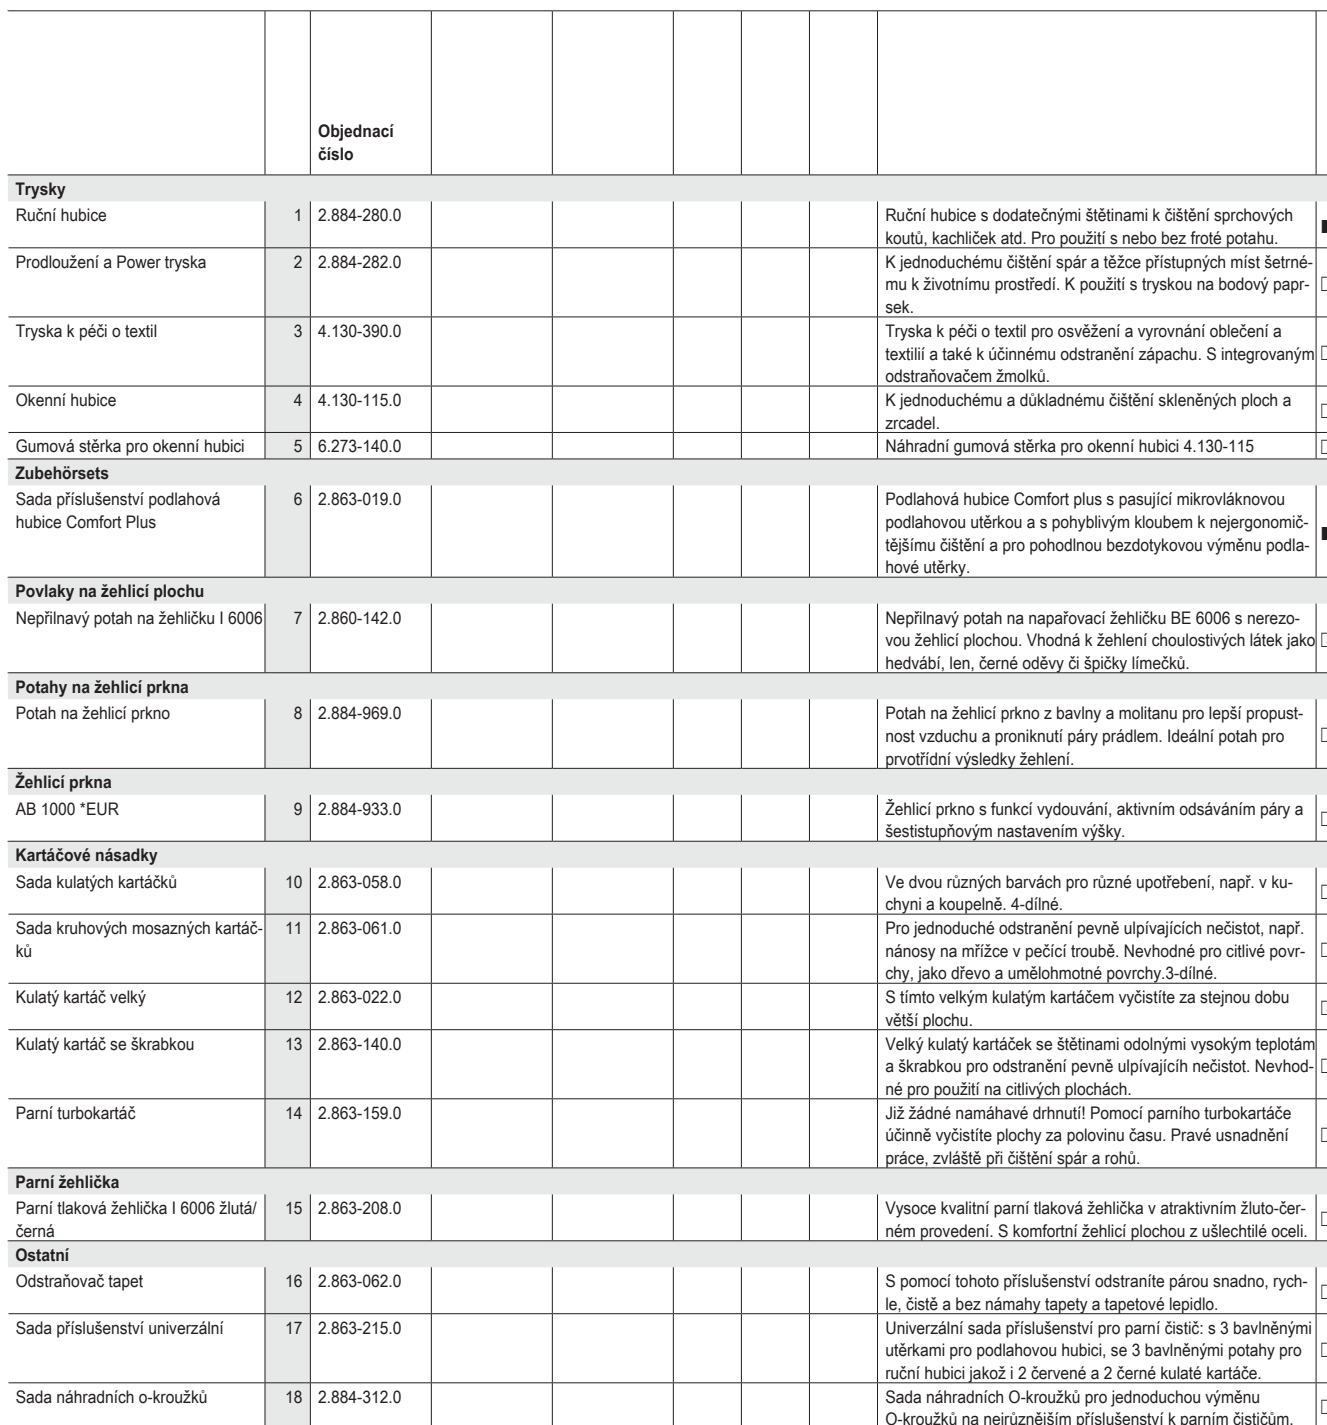 Objednací
číslo
Trysky
Ruční hubice 1 2.884-280.0 Ruční hubice s dodatečnými štětinami k čištění sprchových
koutů, kachliček atd. Pro použití s nebo bez froté potahu.
Prodloužení a Power tryska 2 2.884-282.0 K jednoduchému čištění spár a těžce přístupných míst šetrné-
mu k životnímu prostředí. K použití s tryskou na bodový papr-
sek.
Tryska k péči o textil 3 4.130-390.0 Tryska k péči o textil pro osvěžení a vyrovnání oblečení a
textilií a také k účinnému odstranění zápachu. S integrovaným
odstraňovačem žmolků.
Okenní hubice 4 4.130-115.0 K jednoduchému a důkladnému čištění skleněných ploch a
zrcadel.
Gumová stěrka pro okenní hubici 5 6.273-140.0 Náhradní gumová stěrka pro okenní hubici 4.130-115
Zubehörsets
Sada příslušenství podlahová 6 2.863-019.0 Podlahová hubice Comfort plus s pasující mikrovláknovou
hubice Comfort Plus podlahovou utěrkou a s pohyblivým kloubem k nejergonomič-
tějšímu čištění a pro pohodlnou bezdotykovou výměnu podla-
hové utěrky.
Povlaky na žehlicí plochu
Nepřilnavý potah na žehličku I 6006 7 2.860-142.0 Nepřilnavý potah na napařovací žehličku BE 6006 s nerezo-
vou žehlicí plochou. Vhodná k žehlení choulostivých látek jako
hedvábí, len, černé oděvy či špičky límečků.
Potahy na žehlicí prkna
Potah na žehlicí prkno 8 2.884-969.0 Potah na žehlicí prkno z bavlny a molitanu pro lepší propust-
nost vzduchu a proniknutí páry prádlem. Ideální potah pro
prvotřídní výsledky žehlení.
Žehlicí prkna
AB 1000 *EUR 9 2.884-933.0 Žehlicí prkno s funkcí vydouvání, aktivním odsáváním páry a
šestistupňovým nastavením výšky.
Kartáčové násadky
Sada kulatých kartáčků 10 2.863-058.0 Ve dvou různých barvách pro různé upotřebení, např. v ku-
chyni a koupelně. 4-dílné.
Sada kruhových mosazných kartáč- 11 2.863-061.0 Pro jednoduché odstranění pevně ulpívajících nečistot, např.
ků nánosy na mřížce v pečící troubě. Nevhodné pro citlivé povr-
chy, jako dřevo a umělohmotné povrchy.3-dílné.
Kulatý kartáč velký 12 2.863-022.0 S tímto velkým kulatým kartáčem vyčistíte za stejnou dobu
větší plochu.
Kulatý kartáč se škrabkou 13 2.863-140.0 Velký kulatý kartáček se štětinami odolnými vysokým teplotám
a škrabkou pro odstranění pevně ulpívajícíh nečistot. Nevhod-
né pro použití na citlivých plochách.
Parní turbokartáč 14 2.863-159.0 Již žádné namáhavé drhnutí! Pomocí parního turbokartáče
účinně vyčistíte plochy za polovinu času. Pravé usnadnění
práce, zvláště při čištění spár a rohů.
Parní žehlička
Parní tlaková žehlička I 6006 žlutá/ 15 2.863-208.0 Vysoce kvalitní parní tlaková žehlička v atraktivním žluto-čer-
černá ném provedení. S komfortní žehlicí plochou z ušlechtilé oceli.
Ostatní
Odstraňovač tapet 16 2.863-062.0 S pomocí tohoto příslušenství odstraníte párou snadno, rych-
le, čistě a bez námahy tapety a tapetové lepidlo.
Sada příslušenství univerzální 17 2.863-215.0 Univerzální sada příslušenství pro parní čistič: s 3 bavlněnými
utěrkami pro podlahovou hubici, se 3 bavlněnými potahy pro
ruční hubici jakož i 2 červené a 2 černé kulaté kartáče.
Sada náhradních o-kroužků 18 2.884-312.0 Sada náhradních O-kroužků pro jednoduchou výměnu
O-kroužků na nejrůznějším příslušenství k parním čističům.